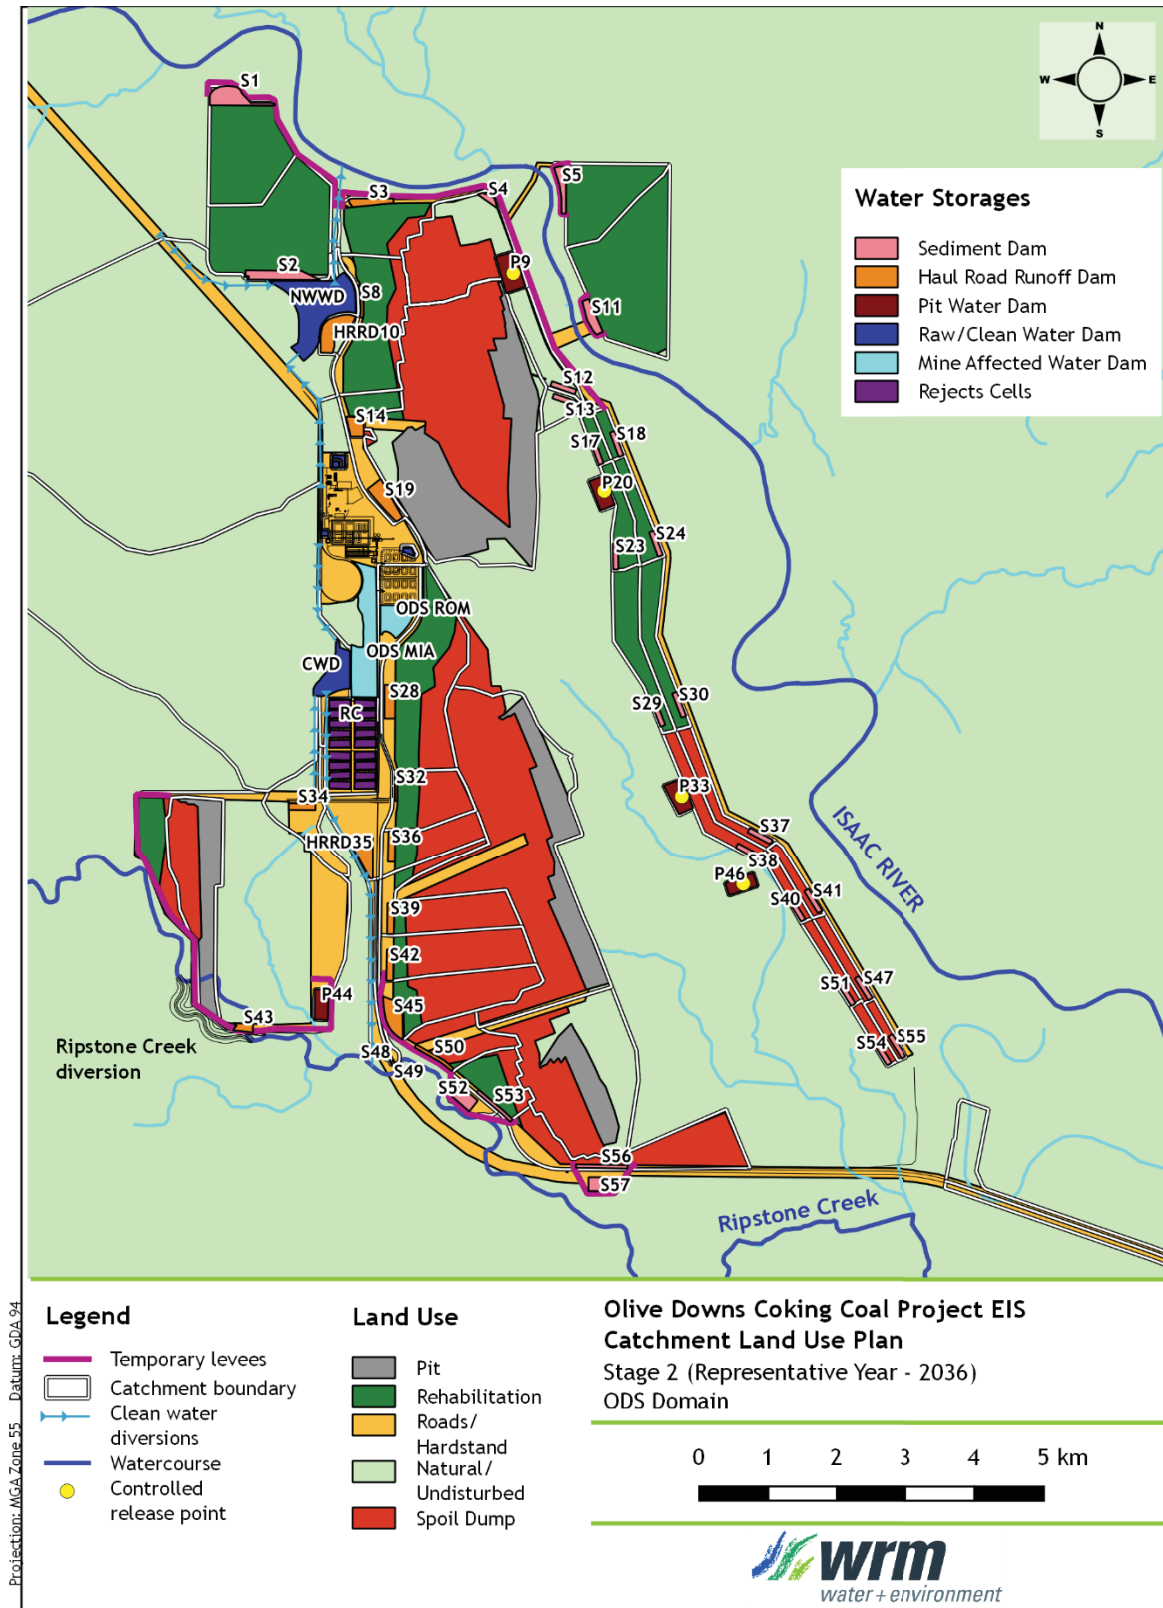 N
W E
S
S1
S5
S3
S4
S2
P9
NWWD
S8
S11
HRRD10
S12
S13
S14
S18
S17
P20
S19
S24
S23
ODS ROM
ODS MIA
CWD
S28
S30
S29
RC
S32
P33
S34
S37
S36
HRRD35
S38
P46
S41
S40
S39
ISAAC RIVER
S42
S47
S51
P44
S45
S43
S55
S54
S48
S50
S49
S52
S53
S56
S57
Ripstone Creek
diversion
Ripstone Creek
Water Storages
Sediment Dam
Haul Road Runoff Dam
Pit Water Dam
Raw/Clean Water Dam
Mine Affected Water Dam
Rejects Cells
Projection: MGA Zone 55 Datum: GDA 94
Legend
Temporary levees
Catchment boundary
Clean water
diversions
Watercourse
Controlled
release point
Land Use
Pit
Rehabilitation
Roads/
Hardstand
Natural/
Undisturbed
Spoil Dump
Olive Downs Coking Coal Project EIS
Catchment Land Use Plan
Stage 2 (Representative Year - 2036)
ODS Domain
0 1 2 3 4 5 km
wrm
water + environment